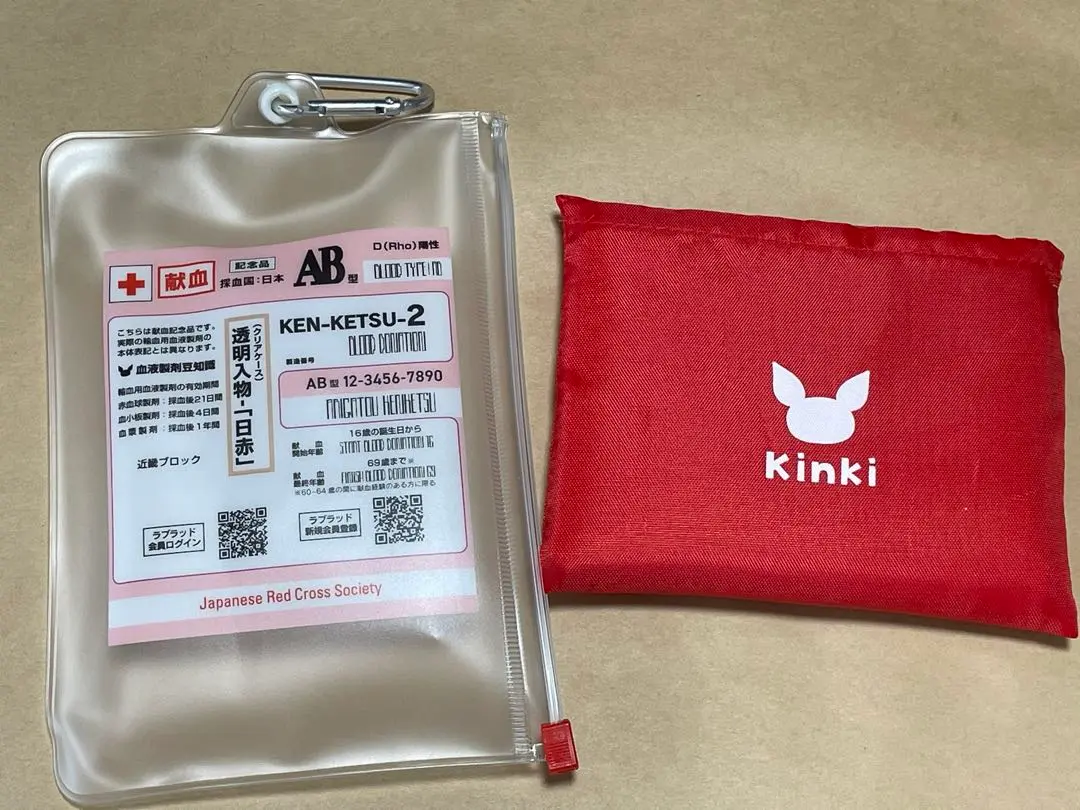 献血
記念品
採血国:日本
AB型
D(Rho)陽性
BLOOD TYPE:AB
こちらは献血記念品です。
実際の輸血用血液製剤の
本体表記とは異なります。
血液製剤豆知識
輸血用血液製剤の有効期間
赤血球製剤:採血後21日間
血小板製剤:採血後4日間
血漿製剤:採血後1年間
近畿ブロック
(クリアケース)
透明入物-「日赤」
KEN-KETSU-2
BLOOD DONATION
製造番号
AB型 12-3456-7890
ARIGATOU KENKETSU
献血開始年齢
16歳の誕生日から
START BLOOD DONATION 16
献血最終年齢
69歳まで※
FINISH BLOOD DONATION 69
※60~64歳の間に献血経験のある方に限る
ラブラッド
会員ログイン
ラブラッド
新規会員登録
Japanese Red Cross Society
Kinki